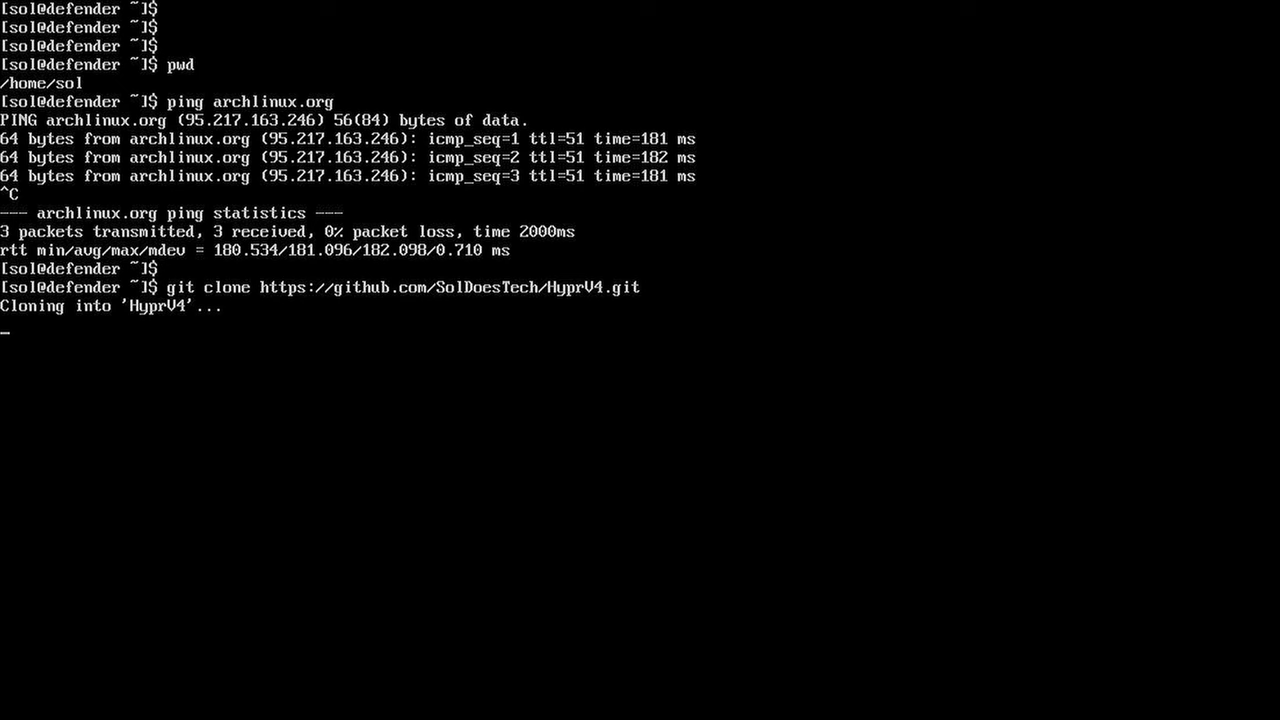 [sol@defender ~]$
[sol@defender ~]$
[sol@defender ~]$
[sol@defender ~]$ pwd
/home/sol
[sol@defender ~]$ ping archlinux.org
PING archlinux.org (95.217.163.246) 56(84) bytes of data.
64 bytes from archlinux.org (95.217.163.246): icmp_seq=1 ttl=51 time=181 ms
64 bytes from archlinux.org (95.217.163.246): icmp_seq=2 ttl=51 time=182 ms
64 bytes from archlinux.org (95.217.163.246): icmp_seq=3 ttl=51 time=181 ms
^C
--- archlinux.org ping statistics ---
3 packets transmitted, 3 received, 0% packet loss, time 2000ms
rtt min/avg/max/mdev = 180.534/181.096/182.098/0.710 ms
[sol@defender ~]$
[sol@defender ~]$ git clone https://github.com/SolDoesTech/HyprV4.git
Cloning into 'HyprV4'...
_